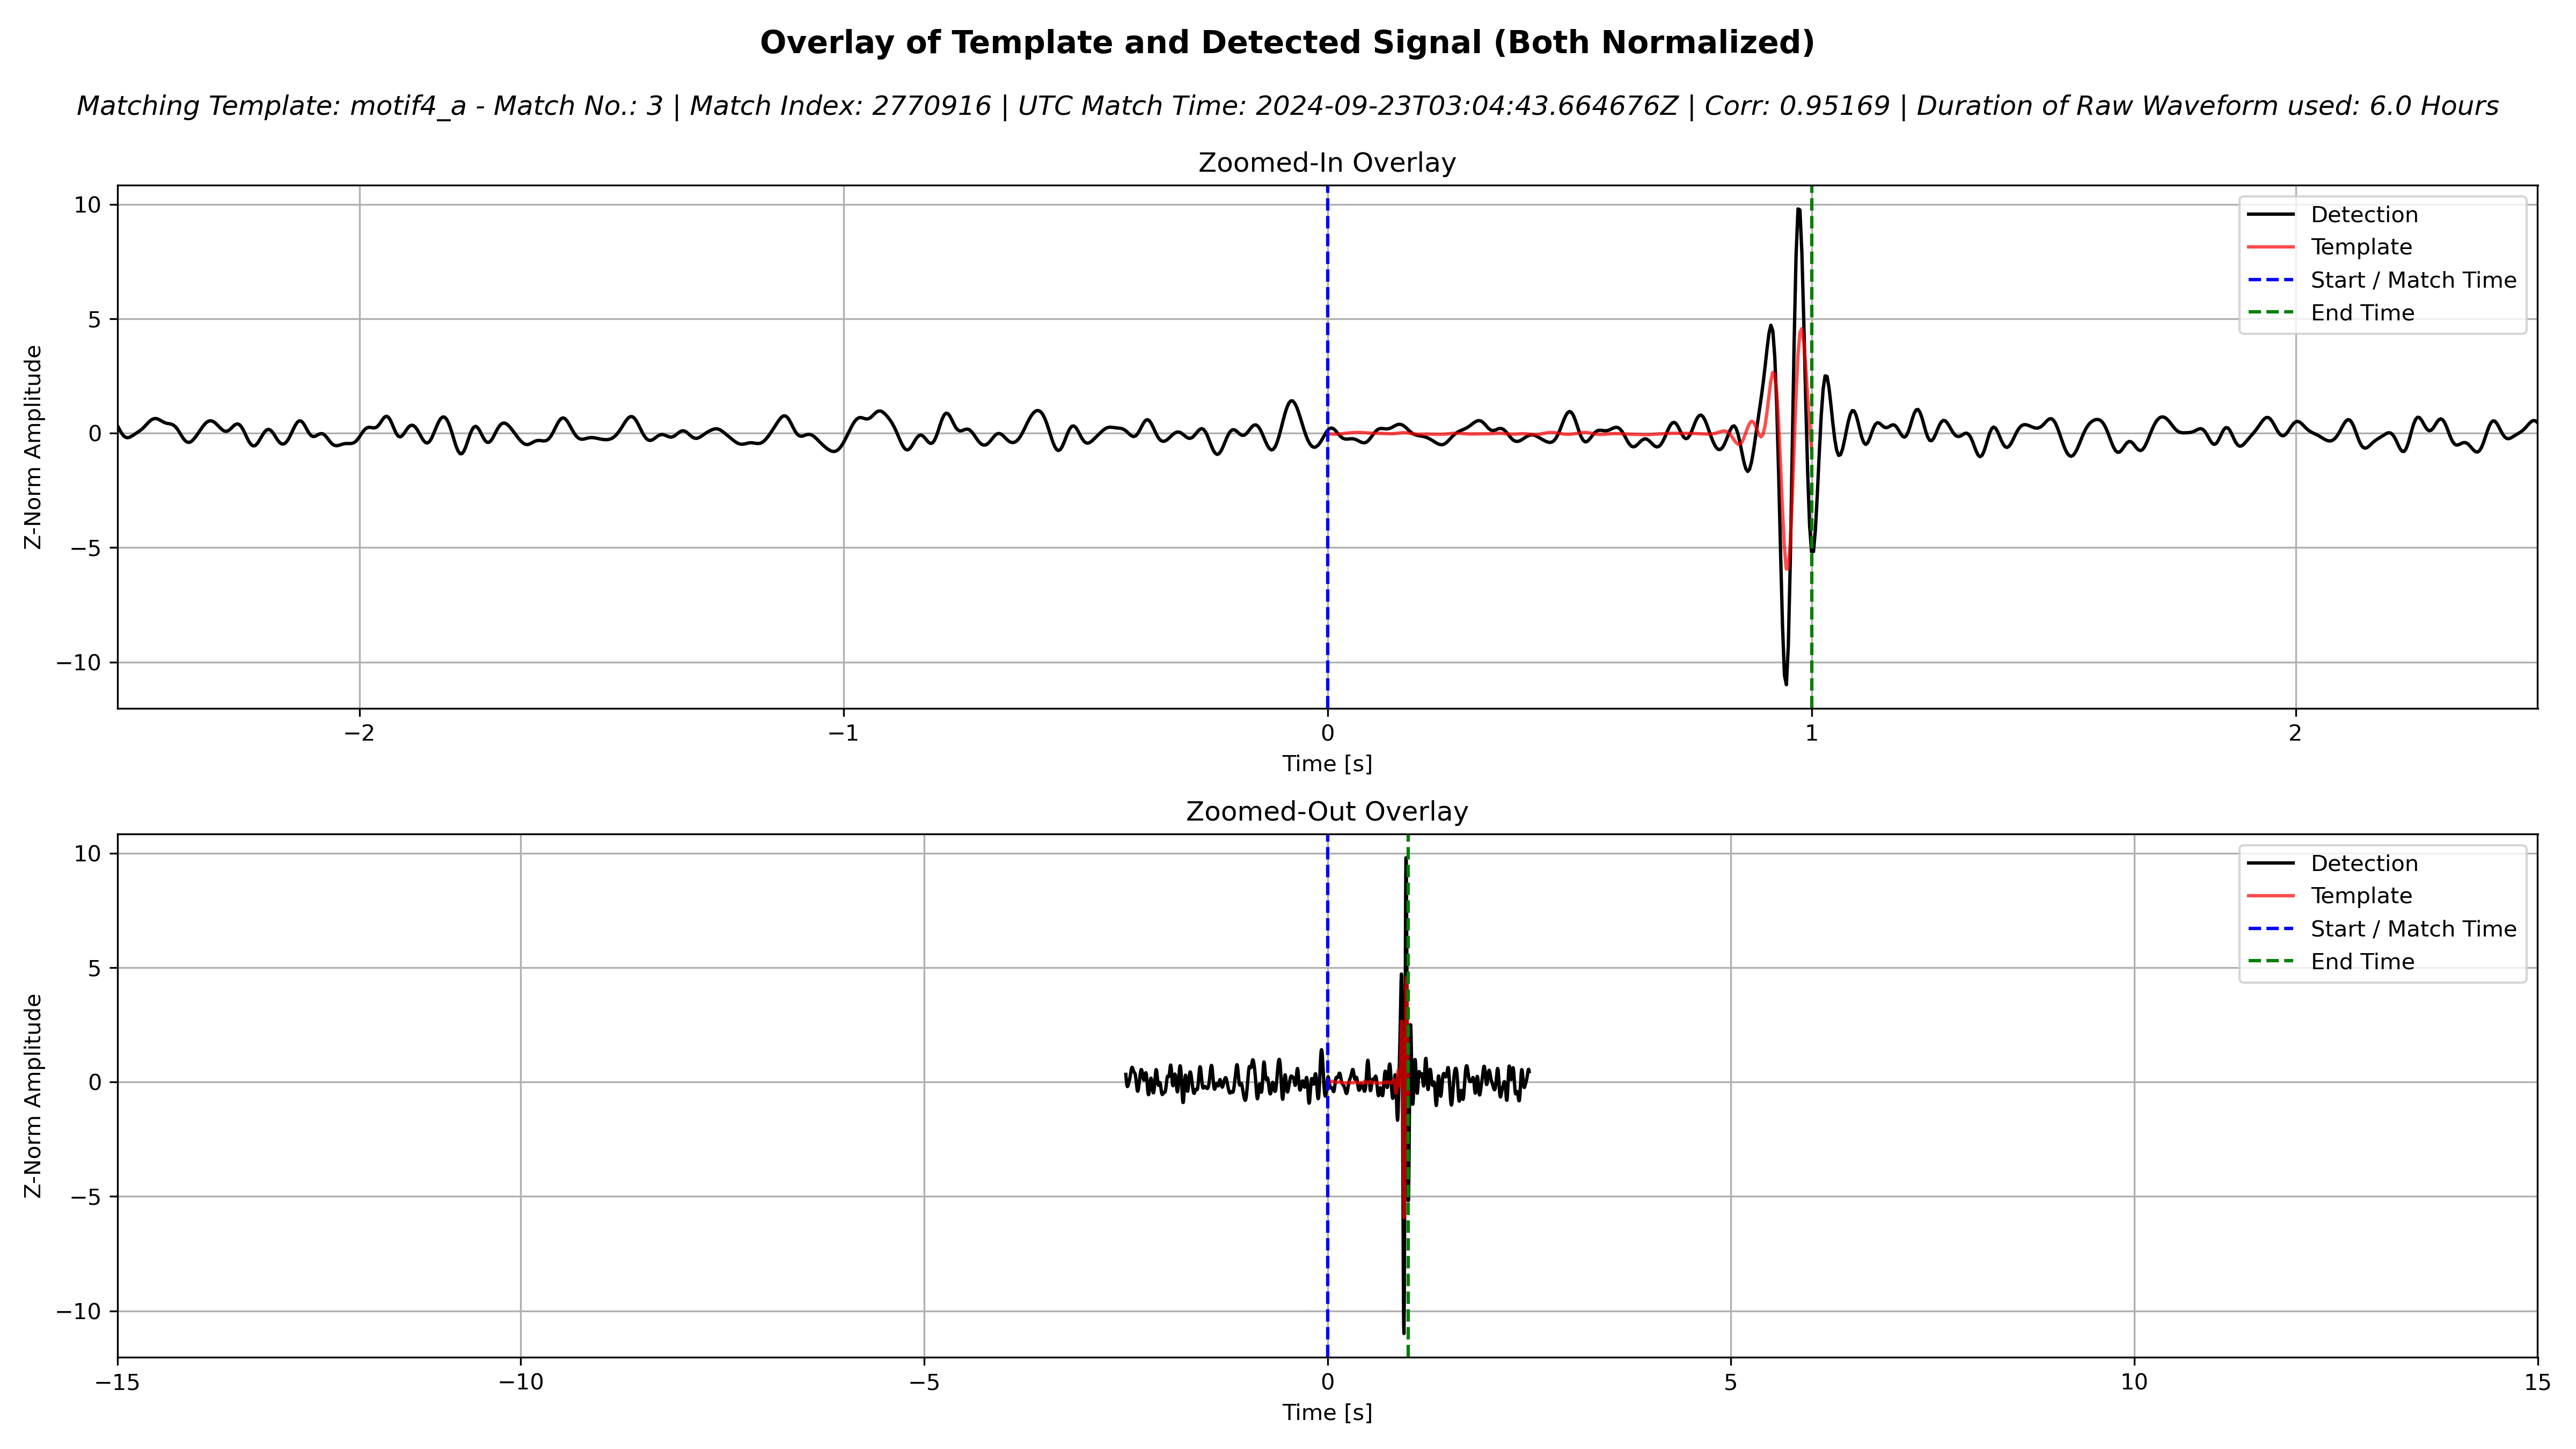 Overlay of Template and Detected Signal (Both Normalized)
Matching Template: motif4_a - Match No.: 3 | Match Index: 2770916 | UTC Match Time: 2024-09-23T03:04:43.664676Z | Corr: 0.95169 | Duration of Raw Waveform used: 6.0 Hours
Zoomed-In Overlay
Z-Norm Amplitude
10
5
0
−5
−10
Detection
Template
Start / Match Time
End Time
−2 −1 0 1 2
Time [s]
Zoomed-Out Overlay
Z-Norm Amplitude
10
5
0
−5
−10
Detection
Template
Start / Match Time
End Time
−15 −10 −5 0 5 10 15
Time [s]